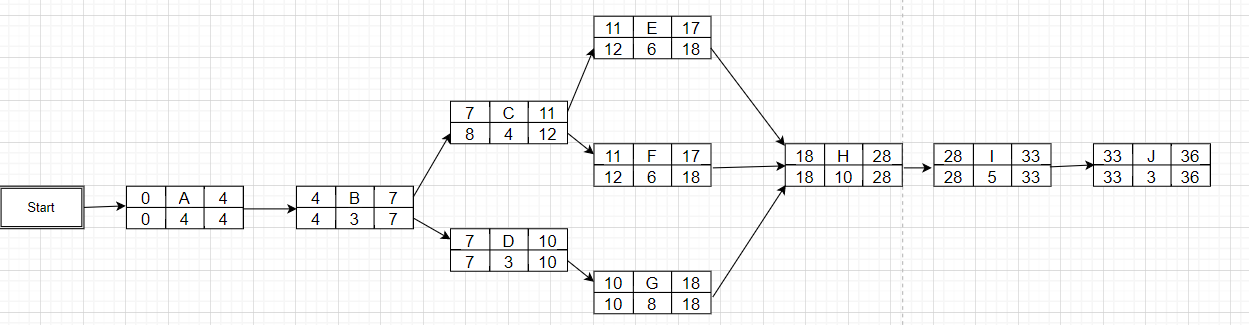 Start
0 A 4
0 4 4
4 B 7
4 3 7
7 C 11
8 4 12
7 D 10
7 3 10
11 E 17
12 6 18
11 F 17
12 6 18
10 G 18
10 8 18
18 H 28
18 10 28
28 I 33
28 5 33
33 J 36
33 3 36